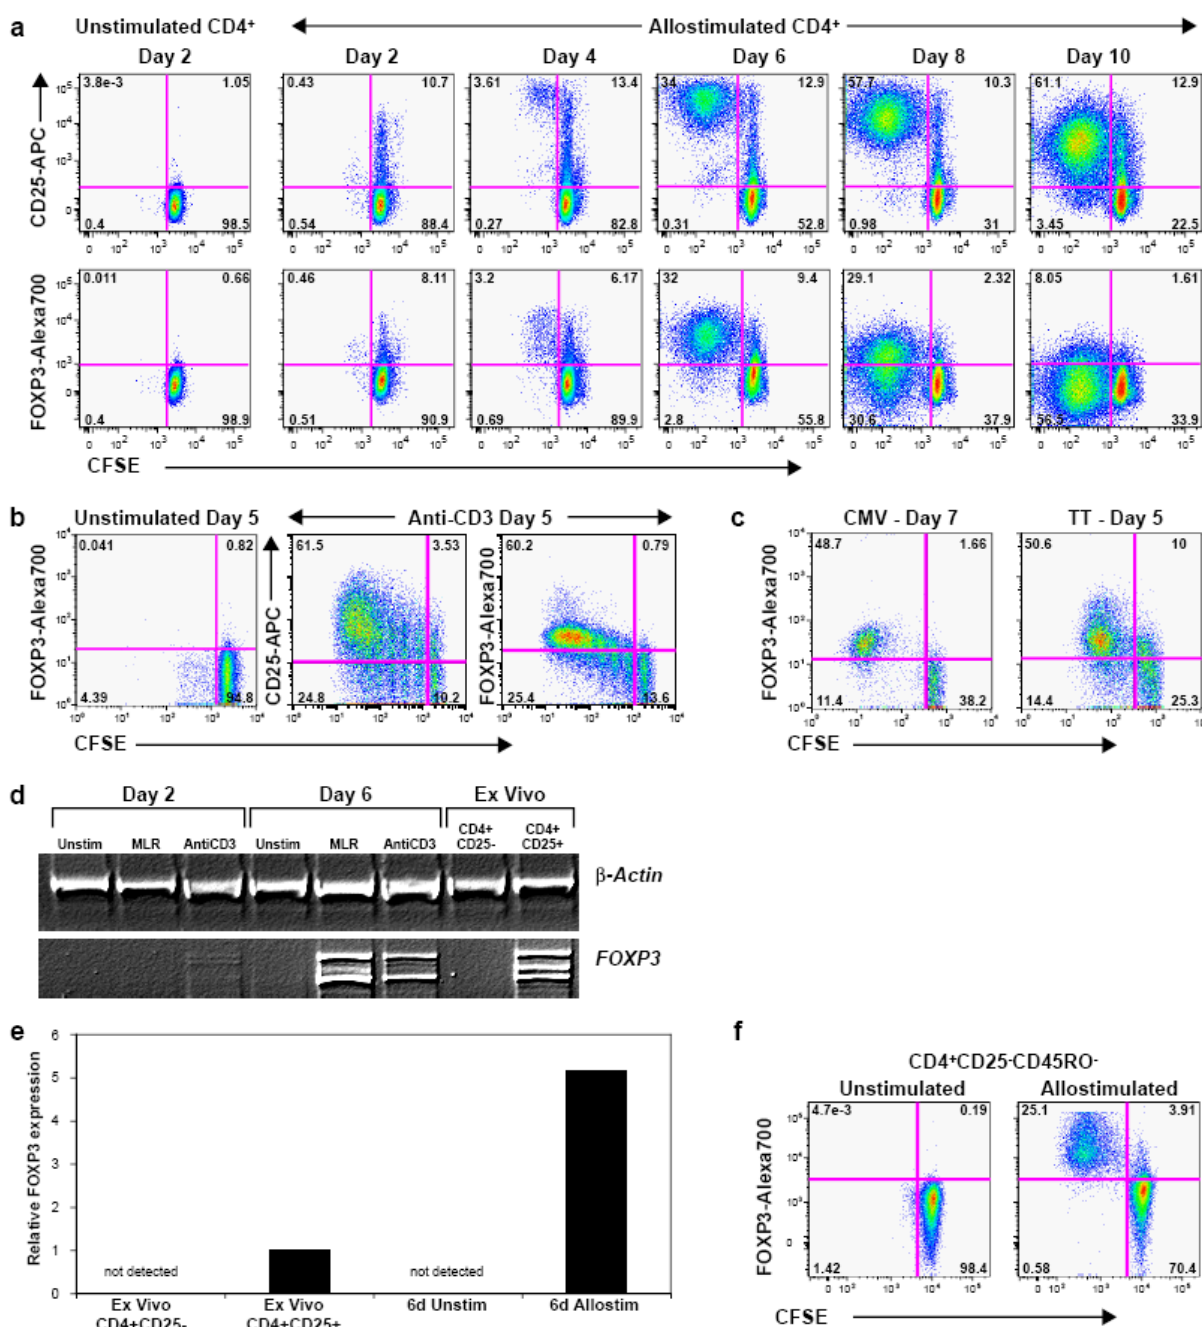 a
Unstimulated CD4⁺
Allostimulated CD4⁺
Day 2
Day 2
Day 4
Day 6
Day 8
Day 10
CD25-APC
3.8e-3 1.05
0.4 98.5
0.43 10.7
0.54 88.4
3.61 13.4
0.27 82.8
34 12.9
0.31 52.8
57.7 10.3
0.98 31
61.1 12.9
3.45 22.5
FOXP3-Alexa700
0.011 0.66
0.4 98.9
0.46 8.11
0.51 90.9
3.2 6.17
0.69 89.9
32 9.4
2.8 55.8
29.1 2.32
30.6 37.9
8.05 1.61
56.5 33.9
CFSE
b
Unstimulated Day 5
Anti-CD3 Day 5
FOXP3-Alexa700
0.041 0.82
4.39 94.8
CD25-APC
61.5 3.53
24.8 10.2
FOXP3-Alexa700
60.2 0.79
25.4 13.6
CFSE
c
CMV - Day 7
TT - Day 5
FOXP3-Alexa700
48.7 1.66
11.4 38.2
50.6 10
14.4 25.3
CFSE
d
Day 2 Day 6 Ex Vivo
Unstim MLR AntiCD3 Unstim MLR AntiCD3 CD4+ CD25- CD4+ CD25+
β-Actin
FOXP3
e
Relative FOXP3 expression
6
5
4
3
2
1
0
not detected
not detected
Ex Vivo CD4+CD25-
Ex Vivo CD4+CD25+
6d Unstim
6d Allostim
f
CD4⁺CD25⁻CD45RO⁻
Unstimulated
Allostimulated
FOXP3-Alexa700
4.7e-3 0.19
1.42 98.4
25.1 3.91
0.58 70.4
CFSE